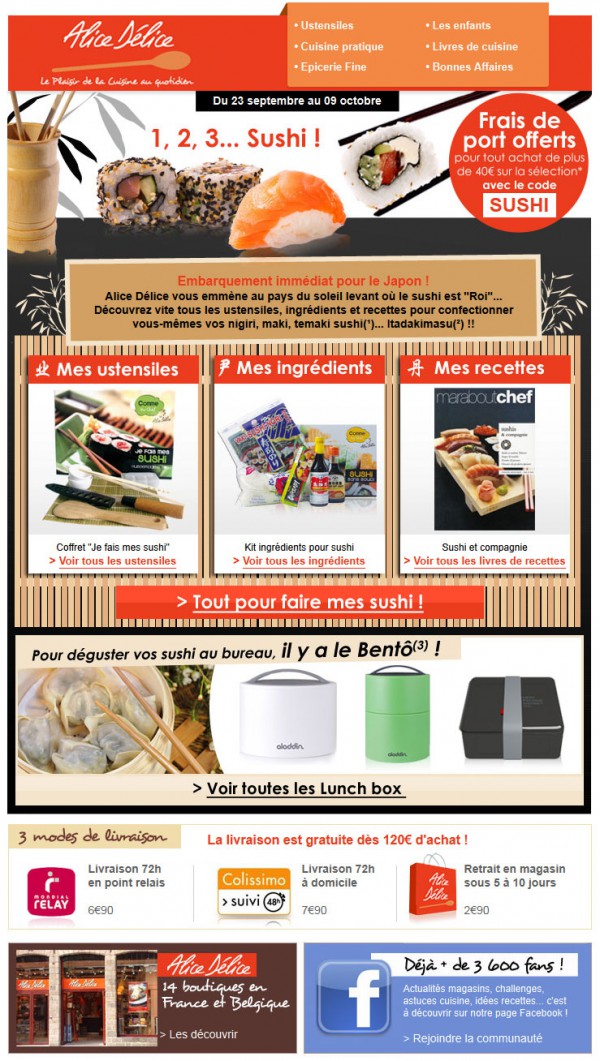 Alice Délice
Le Plaisir de la Cuisine au quotidien
• Ustensiles
• Cuisine pratique
• Epicerie Fine
• Les enfants
• Livres de cuisine
• Bonnes Affaires
Du 23 septembre au 09 octobre
1, 2, 3... Sushi !
Frais de
port offerts
pour tout achat de plus
de 40€ sur la sélection*
avec le code
SUSHI
Embarquement immédiat pour le Japon !
Alice Délice vous emmène au pays du soleil levant où le sushi est "Roi"...
Découvrez vite tous les ustensiles, ingrédients et recettes pour confectionner
vous-mêmes vos nigiri, maki, temaki sushi(¹)... Itadakimasu(²) !!
Mes ustensiles
JE FAIS MES
SUSHI
Coffret "Je fais mes sushi"
> Voir tous les ustensiles
Mes ingrédients
SUSHI
Kit ingrédients pour sushi
> Voir tous les ingrédients
Mes recettes
maraboutchef
sushis
& compagnie
Sushi et compagnie
> Voir tous les livres de recettes
> Tout pour faire mes sushi !
Pour déguster vos sushi au bureau, il y a le Bentô(3) !
aladdin
aladdin
> Voir toutes les Lunch box
3 modes de livraison
La livraison est gratuite dès 120€ d'achat !
MONDIAL
RELAY
Livraison 72h
en point relais
6€90
Colissimo
> suivi 48h
Livraison 72h
à domicile
7€90
Alice
Délice
Retrait en magasin
sous 5 à 10 jours
2€90
Alice Délice
14 boutiques en
France et Belgique
> Les découvrir
f
Déjà + de 3 600 fans !
Actualités magasins, challenges,
astuces cuisine, idées recettes... c'est
à découvrir sur notre page Facebook !
> Rejoindre la communauté